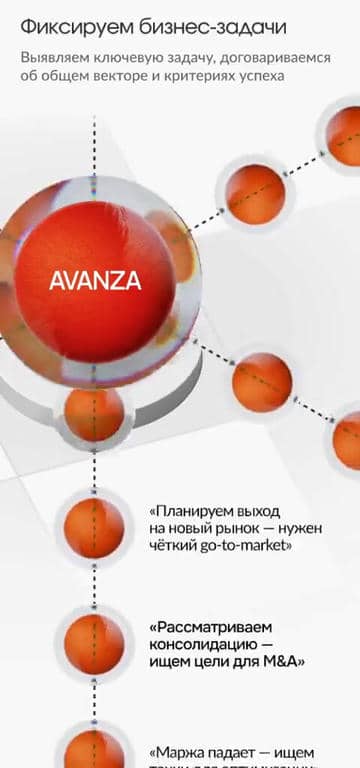 Фиксируем бизнес-задачи
Выявляем ключевую задачу, договариваемся
об общем векторе и критериях успеха
AVANZA
«Планируем выход
на новый рынок — нужен
чёткий go-to-market»
«Рассматриваем
консолидацию —
ищем цели для M&A»
«Маржа падает — ищем